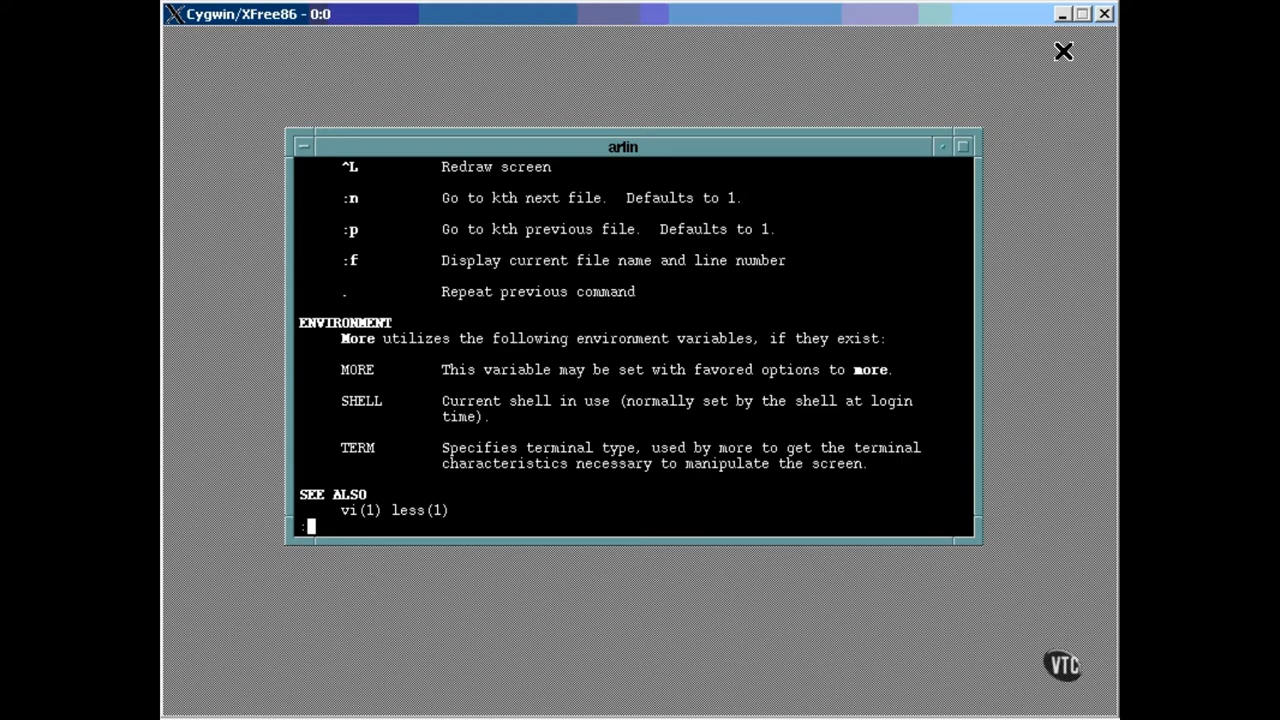 Cygwin/XFree86 - 0:0
arlin
^L Redraw screen
:n Go to kth next file. Defaults to 1.
:p Go to kth previous file. Defaults to 1.
:f Display current file name and line number
. Repeat previous command
ENVIRONMENT
More utilizes the following environment variables, if they exist:
MORE This variable may be set with favored options to more.
SHELL Current shell in use (normally set by the shell at login
time).
TERM Specifies terminal type, used by more to get the terminal
characteristics necessary to manipulate the screen.
SEE ALSO
vi(1) less(1)
:
VTC